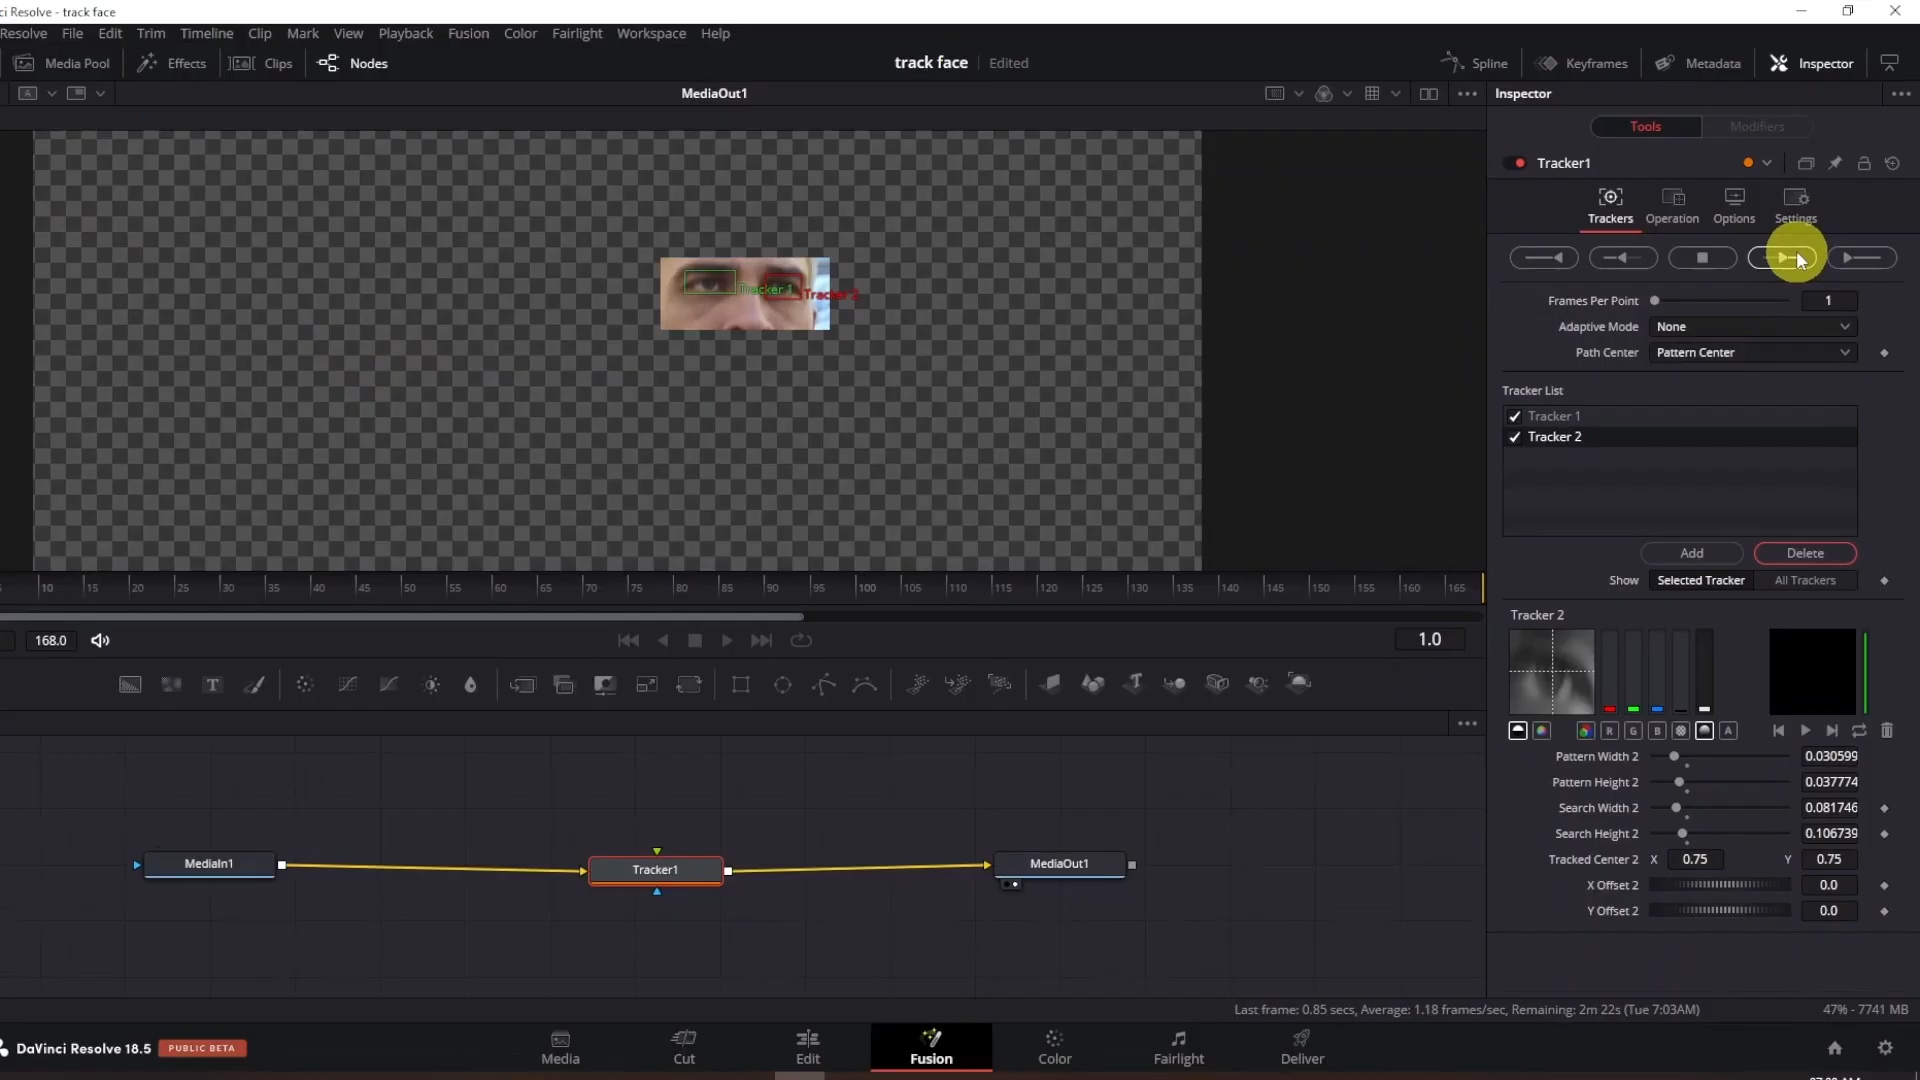 ci Resolve - track face
Resolve File Edit Trim Timeline Clip Mark View Playback Fusion Color Fairlight Workspace Help
Media Pool Effects Clips Nodes track face Edited Spline Keyframes Metadata Inspector
A MediaOut1 Inspector
Tools Modifiers
Tracker1
Trackers Operation Options Settings
Frames Per Point 1
Adaptive Mode None
Path Center Pattern Center
Tracker 1 Tracker 2
Tracker List
Tracker 1
Tracker 2
Add Delete
Show Selected Tracker All Trackers
10 15 20 25 30 35 40 45 50 55 60 65 70 75 80 85 90 95 100 105 110 115 120 125 130 135 140 145 150 155 160 165
168.0 1.0
Tracker 2
T
R G B A
Pattern Width 2 0.030599
Pattern Height 2 0.037774
Search Width 2 0.081746
Search Height 2 0.106739
Tracked Center 2 X 0.75 Y 0.75
X Offset 2 0.0
Y Offset 2 0.0
MediaIn1 Tracker1 MediaOut1
Last frame: 0.85 secs, Average: 1.18 frames/sec, Remaining: 2m 22s (Tue 7:03AM) 47% - 7741 MB
DaVinci Resolve 18.5 PUBLIC BETA
Media Cut Edit Fusion Color Fairlight Deliver